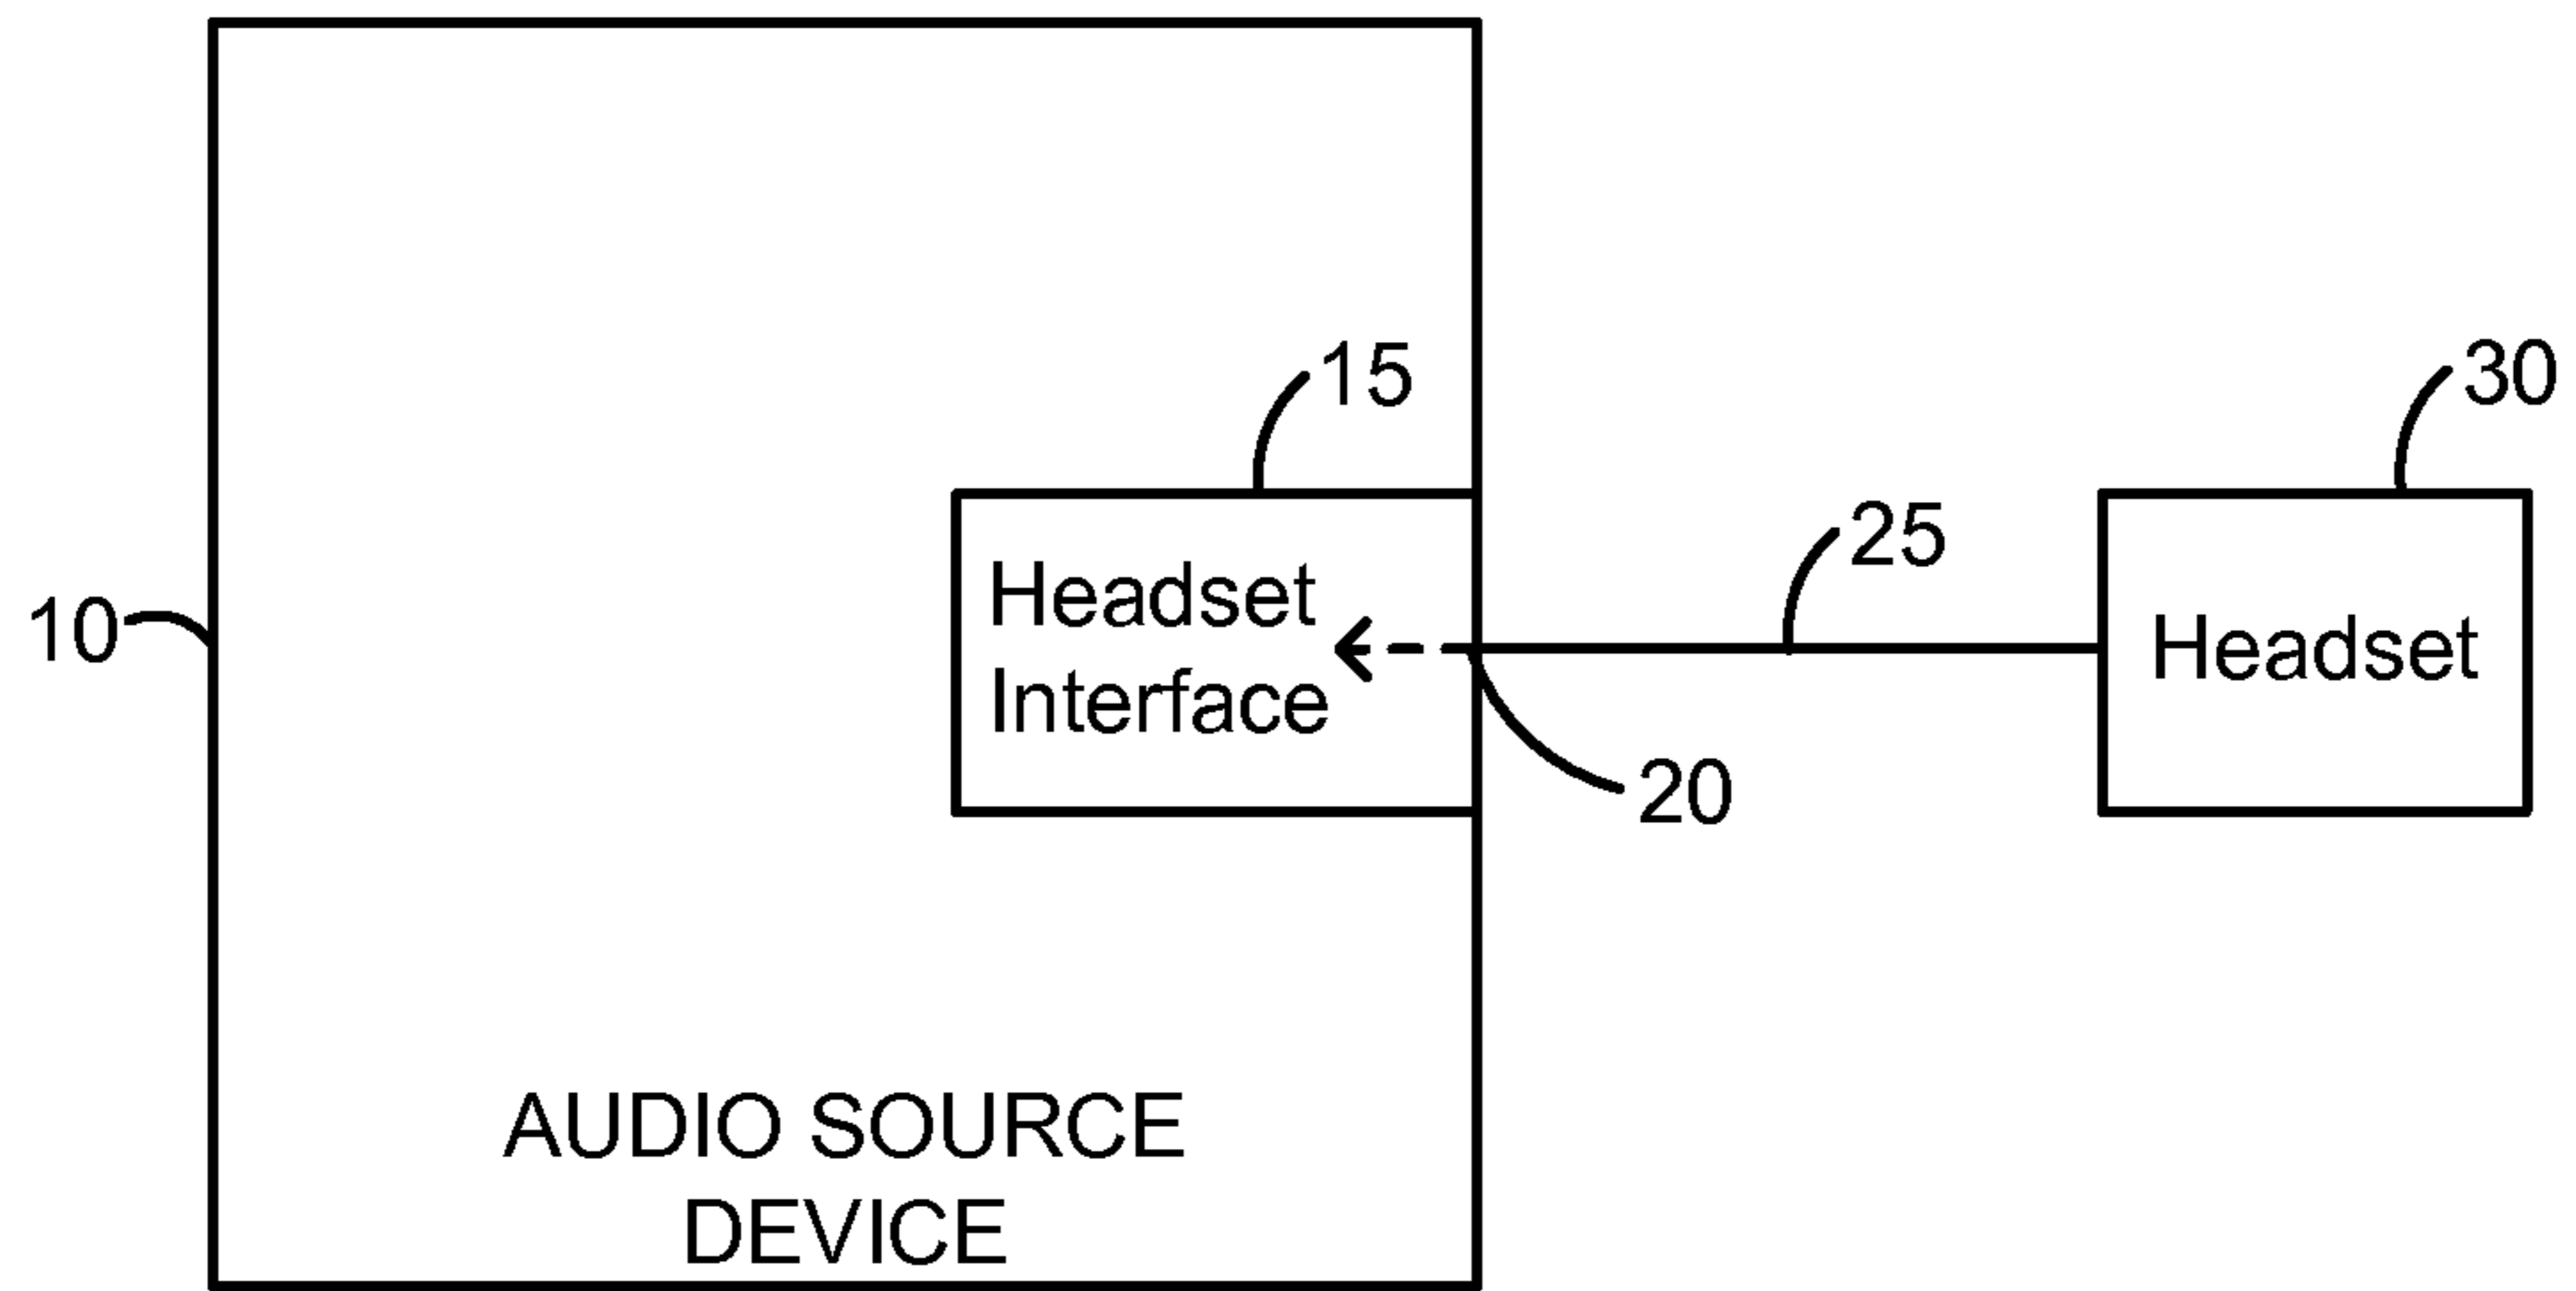 15
30
25
Headset
Interface
10
Headset
20
AUDIO SOURCE
DEVICE